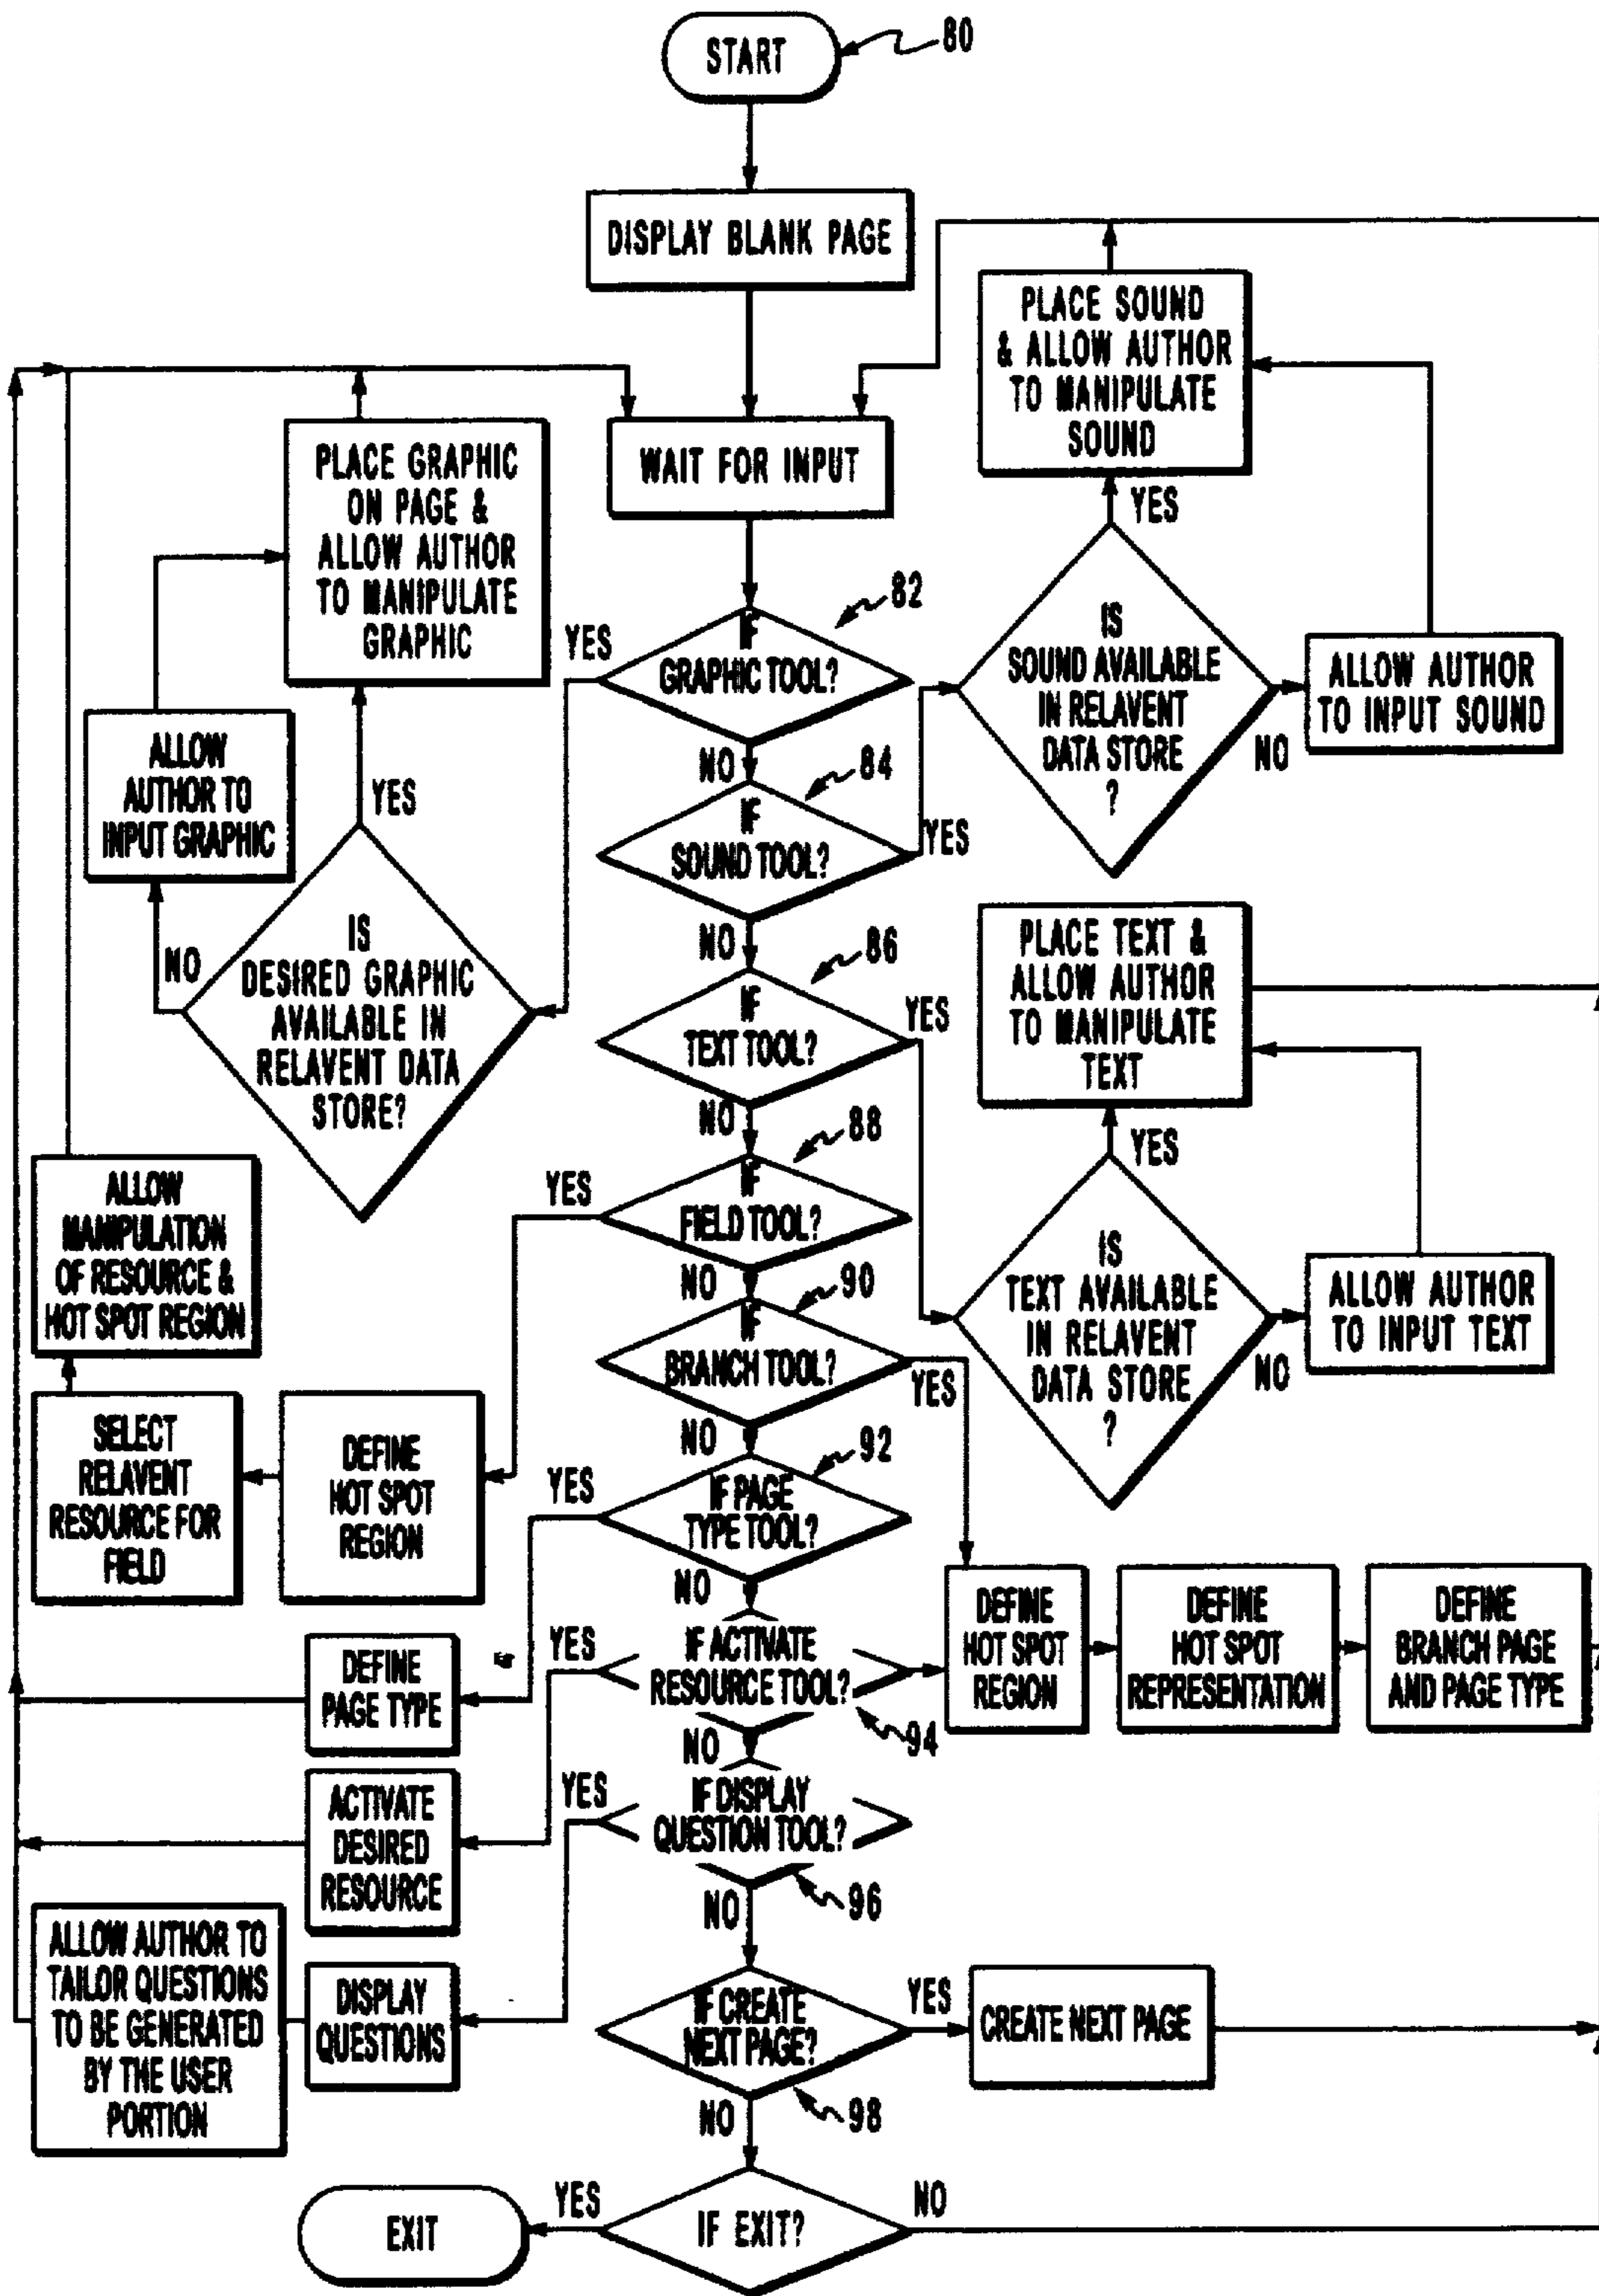 START
80
DISPLAY BLANK PAGE
WAIT FOR INPUT
PLACE SOUND
& ALLOW AUTHOR
TO MANIPULATE
SOUND
PLACE GRAPHIC
ON PAGE &
ALLOW AUTHOR
TO MANIPULATE
GRAPHIC
YES
IF
GRAPHIC TOOL?
82
YES
NO
IS
SOUND AVAILABLE
IN RELAVENT
DATA STORE
?
NO
ALLOW AUTHOR
TO INPUT SOUND
ALLOW
AUTHOR TO
INPUT GRAPHIC
YES
IF
SOUND TOOL?
84
YES
NO
IS
DESIRED GRAPHIC
AVAILABLE IN
RELAVENT DATA
STORE?
NO
IF
TEXT TOOL?
86
YES
NO
PLACE TEXT &
ALLOW AUTHOR
TO MANIPULATE
TEXT
YES
ALLOW
MANIPULATION
OF RESOURCE &
HOT SPOT REGION
YES
IF
FIELD TOOL?
88
NO
IS
TEXT AVAILABLE
IN RELAVENT
DATA STORE
?
NO
ALLOW AUTHOR
TO INPUT TEXT
IF
BRANCH TOOL?
90
YES
NO
SELECT
RELAVENT
RESOURCE FOR
FIELD
DEFINE
HOT SPOT
REGION
YES
IF PAGE
TYPE TOOL?
92
NO
DEFINE
PAGE TYPE
YES
IF ACTIVATE
RESOURCE TOOL?
94
NO
DEFINE
HOT SPOT
REGION
DEFINE
HOT SPOT
REPRESENTATION
DEFINE
BRANCH PAGE
AND PAGE TYPE
ACTIVATE
DESIRED
RESOURCE
YES
IF DISPLAY
QUESTION TOOL?
96
NO
ALLOW AUTHOR TO
TAILOR QUESTIONS
TO BE GENERATED
BY THE USER
PORTION
DISPLAY
QUESTIONS
IF CREATE
NEXT PAGE?
YES
CREATE NEXT PAGE
98
NO
EXIT
YES
IF EXIT?
NO